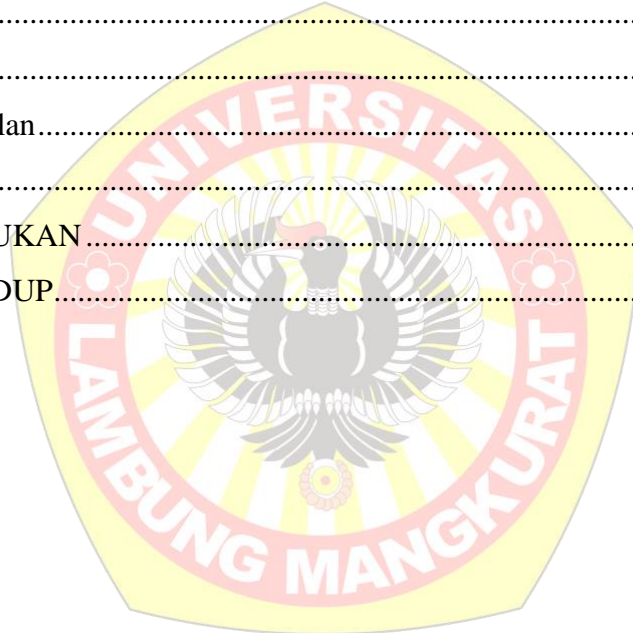 ................................................................................
................................................................................
lan................................................................................
................................................................................
UKAN................................................................................
DUP................................................................................
UNIVERSITAS
LAMBUNG MANGKURAT